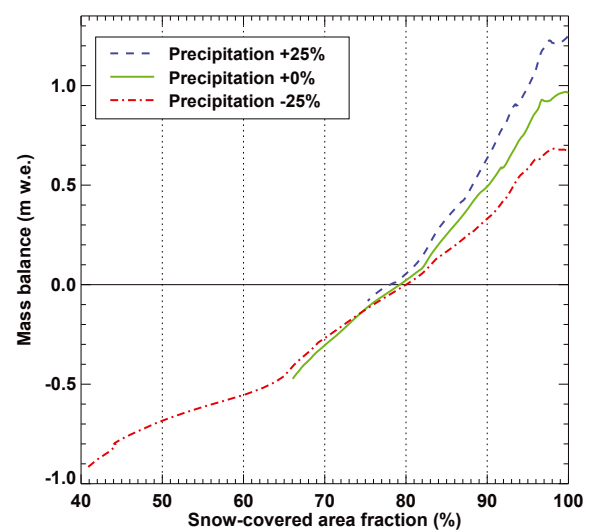 Precipitation +25%
Precipitation +0%
Precipitation -25%
Mass balance (m w.e.)
1.0
0.5
0.0
-0.5
-1.0
40 50 60 70 80 90 100
Snow-covered area fraction (%)